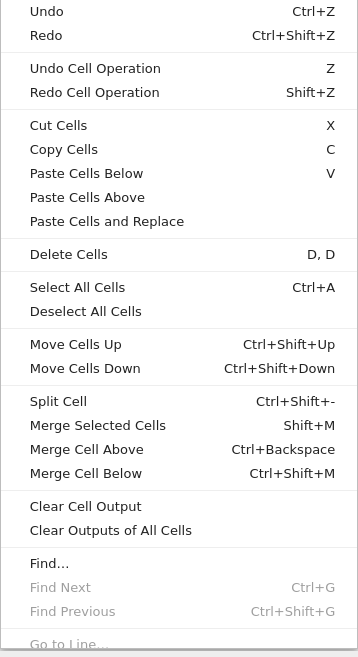 Undo Ctrl+Z
Redo Ctrl+Shift+Z
Undo Cell Operation Z
Redo Cell Operation Shift+Z
Cut Cells X
Copy Cells C
Paste Cells Below V
Paste Cells Above
Paste Cells and Replace
Delete Cells D, D
Select All Cells Ctrl+A
Deselect All Cells
Move Cells Up Ctrl+Shift+Up
Move Cells Down Ctrl+Shift+Down
Split Cell Ctrl+Shift+-
Merge Selected Cells Shift+M
Merge Cell Above Ctrl+Backspace
Merge Cell Below Ctrl+Shift+M
Clear Cell Output
Clear Outputs of All Cells
Find…
Find Next Ctrl+G
Find Previous Ctrl+Shift+G
Go to Line…